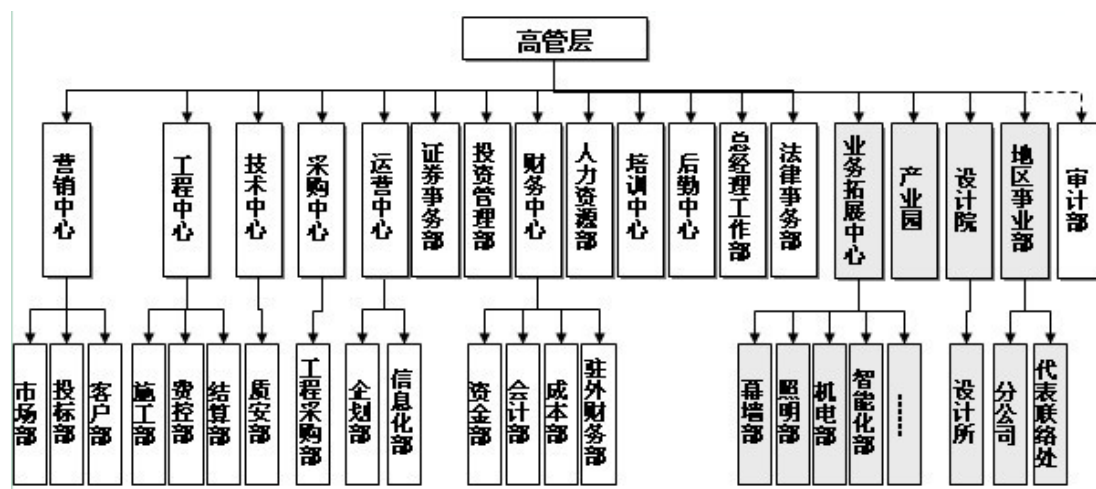 高管层
营销中心
工程中心
技术中心
采购中心
运营中心
证券事务部
投资管理部
财务中心
人力资源部
培训中心
后勤中心
总经理工作部
法律事务部
业务拓展中心
产业园
设计院
地区事业部
审计部
市场部
投标部
客户部
施工部
费控部
结算部
质安部
工程采购部
企划部
信息化部
资金部
会计部
成本部
驻外财务部
幕墙部
照明部
机电部
智能化部
……
设计所
分公司
代表联络处